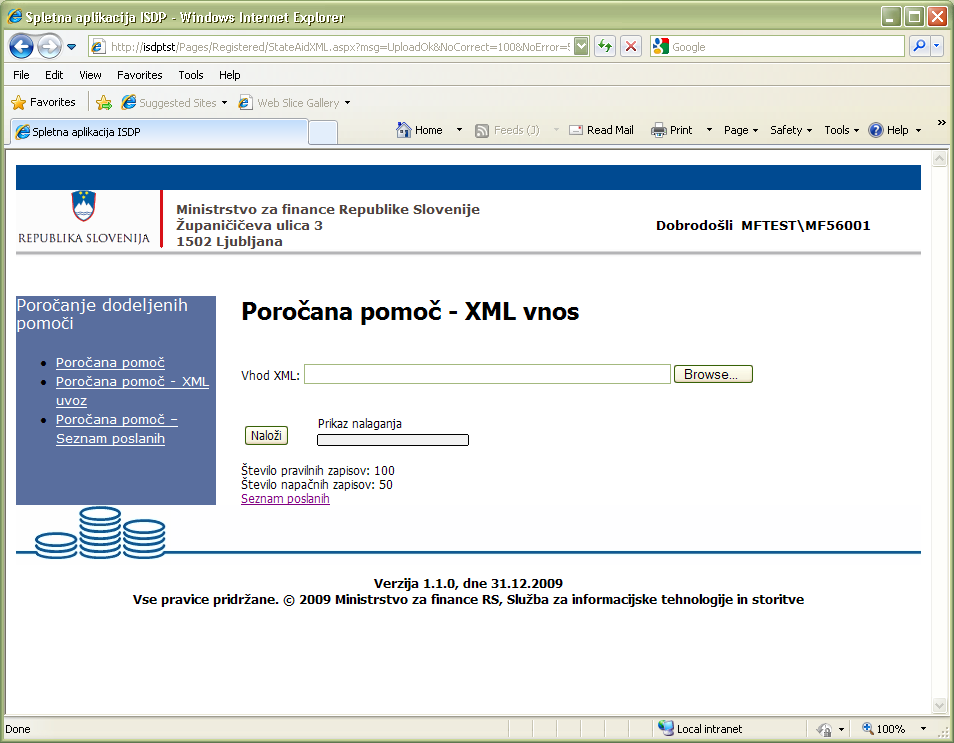 Spletna aplikacija ISDP - Windows Internet Explorer
http://isdptst/Pages/Registered/StateAidXML.aspx?msg=UploadOk&NoCorrect=100&NoError=5
Google
File Edit View Favorites Tools Help
Favorites Suggested Sites Web Slice Gallery
Spletna aplikacija ISDP
Home Feeds (J) Read Mail Print Page Safety Tools Help »
REPUBLIKA SLOVENIJA
Ministrstvo za finance Republike Slovenije
Župančičeva ulica 3
1502 Ljubljana
Dobrodošli MFTEST\MF56001
Poročanje dodeljenih
pomoči
Poročana pomoč
Poročana pomoč - XML
uvoz
Poročana pomoč –
Seznam poslanih
Poročana pomoč - XML vnos
Vhod XML: Browse...
Prikaz nalaganja
Naloži
Število pravilnih zapisov: 100
Število napačnih zapisov: 50
Seznam poslanih
Verzija 1.1.0, dne 31.12.2009
Vse pravice pridržane. © 2009 Ministrstvo za finance RS, Služba za informacijske tehnologije in storitve
Done Local intranet 100%